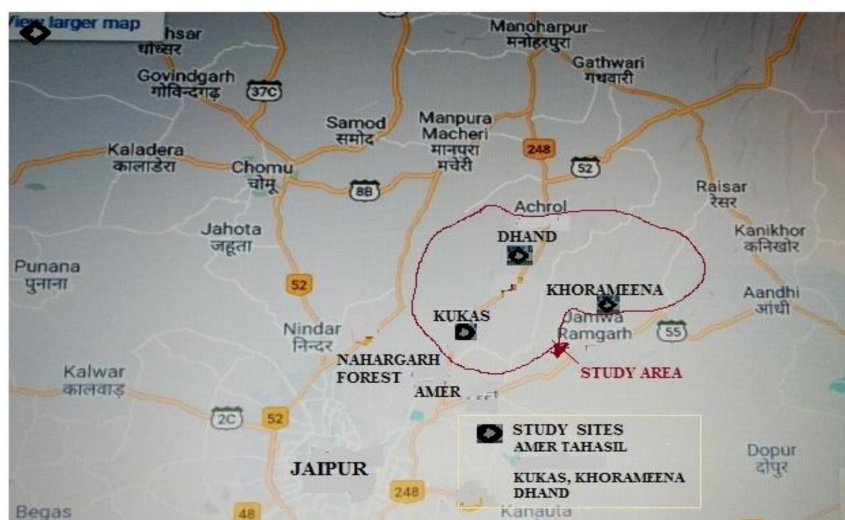 View larger map
hsar
धोध्सर
Manoharpur
मनोहरपुरा
Govindgarh
गोविन्दगढ़
37C
Gathwari
गथवारी
Samod
समोद
Manpura
Macheri
मानपुरा
मचेरी
Kaladera
कालाडेरा
Chomu
चोमू
248
52
8B
Raisar
रेसर
Achrol
Jahota
जहूता
DHAND
Kanikhor
कनिखोर
Punana
पुनाना
52
KHORAMEENA
Aandhi
आंधी
KUKAS
Jamwa
Ramgarh
55
Nindar
निन्दर
NAHARGARH
FOREST
STUDY AREA
Kalwar
कालवाड़
AMER
2C
52
STUDY SITES
AMER TAHASIL
KUKAS, KHORAMEENA
DHAND
Dopur
दोपुर
JAIPUR
248
Begas
48
Kanauta